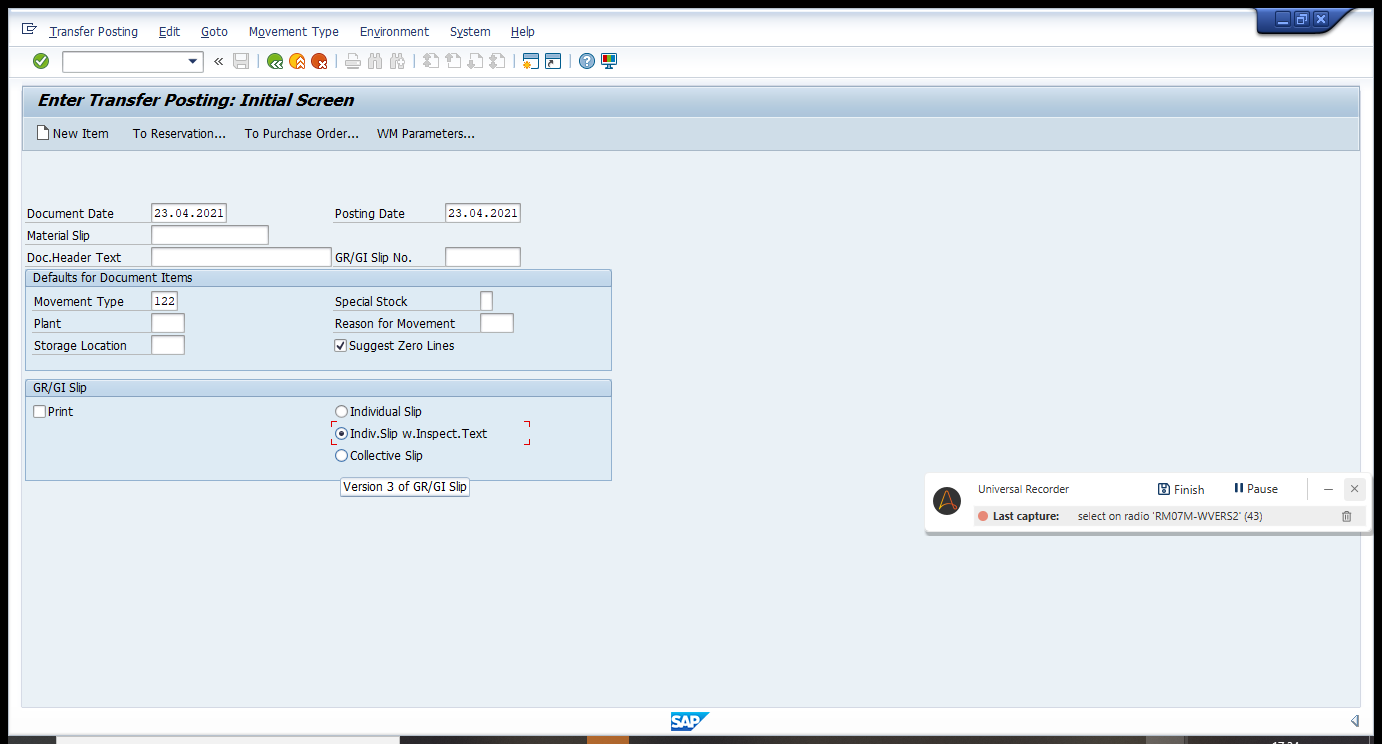 Transfer Posting Edit Goto Movement Type Environment System Help
Enter Transfer Posting: Initial Screen
New Item To Reservation... To Purchase Order... WM Parameters...
Document Date 23.04.2021 Posting Date 23.04.2021
Material Slip
Doc.Header Text GR/GI Slip No.
Defaults for Document Items
Movement Type 122 Special Stock
Plant Reason for Movement
Storage Location Suggest Zero Lines
GR/GI Slip
Print Individual Slip
Indiv.Slip w.Inspect.Text
Collective Slip
Version 3 of GR/GI Slip
Universal Recorder Finish Pause
Last capture: select on radio 'RM07M-WVERS2' (43)
SAP